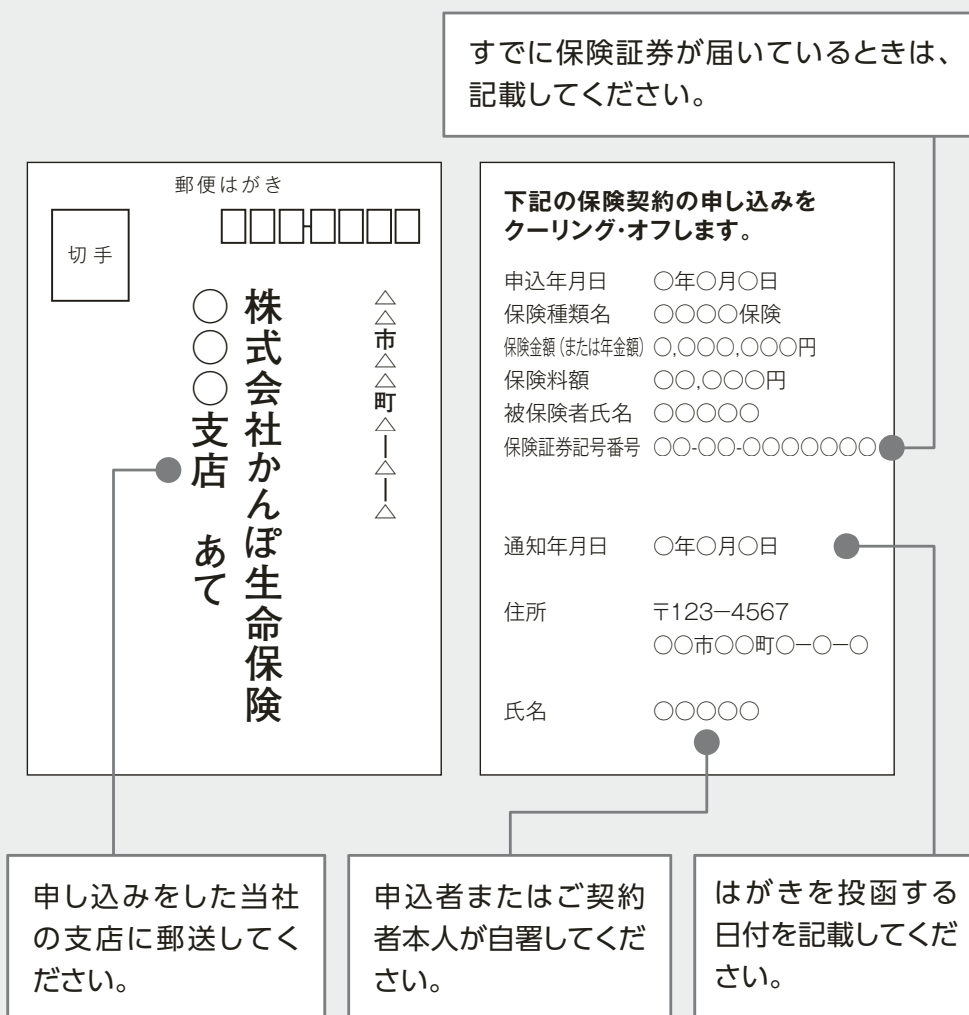 すでに保険証券が届いているときは、
記載してください。
郵便はがき
切手
△△市△△町△―△―△
株式会社かんぽ生命保険
○○○支店 あて
下記の保険契約の申し込みを
クーリング・オフします。
申込年月日 ○年○月○日
保険種類名 ○○○○保険
保険金額(または年金額) ○,○○○,○○○円
保険料額 ○○,○○○円
被保険者氏名 ○○○○○
保険証券記号番号 ○○-○○-○○○○○○○
通知年月日 ○年○月○日
住所 〒123−4567
○○市○○町○−○−○
氏名 ○○○○○
申し込みをした当社
の支店に郵送してく
ださい。
申込者またはご契約
者本人が自署してくだ
さい。
はがきを投函する
日付を記載してくだ
さい。